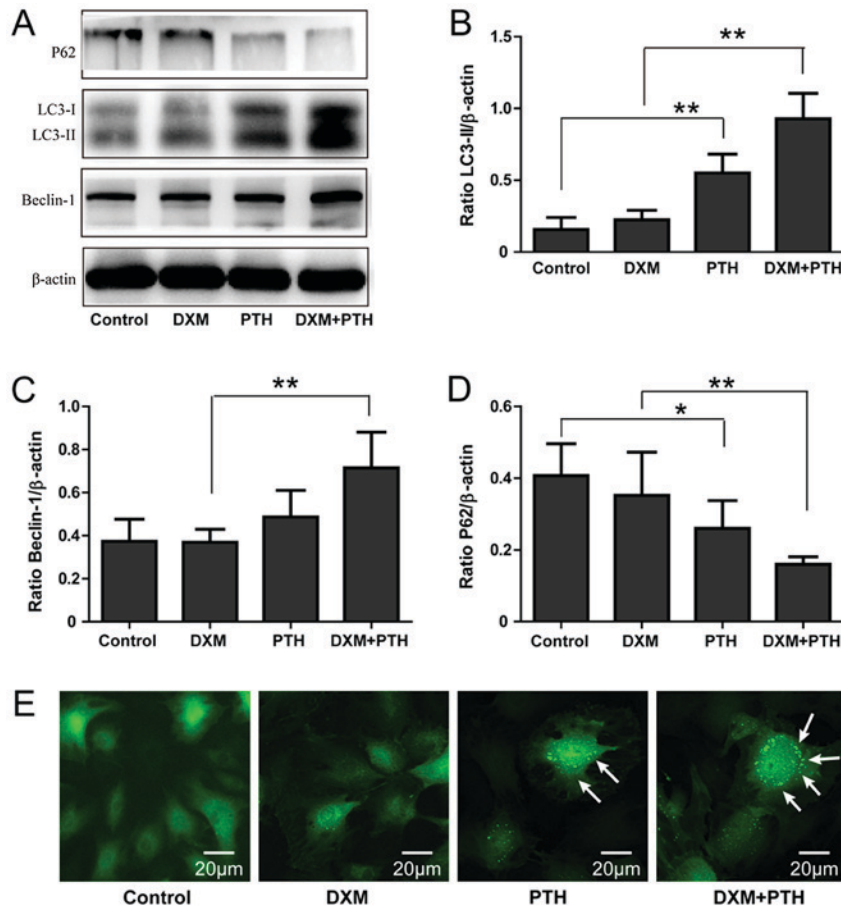 A
P62
LC3-I
LC3-II
Beclin-1
β-actin
Control DXM PTH DXM+PTH
B
Ratio LC3-II/β-actin
1.5
1.0
0.5
0
**
**
Control DXM PTH DXM+PTH
C
Ratio Beclin-1/β-actin
1.0
0.8
0.6
0.4
0.2
0
**
Control DXM PTH DXM+PTH
D
Ratio P62/β-actin
0.6
0.4
0.2
0
**
*
Control DXM PTH DXM+PTH
E
20μm 20μm 20μm 20μm
Control DXM PTH DXM+PTH